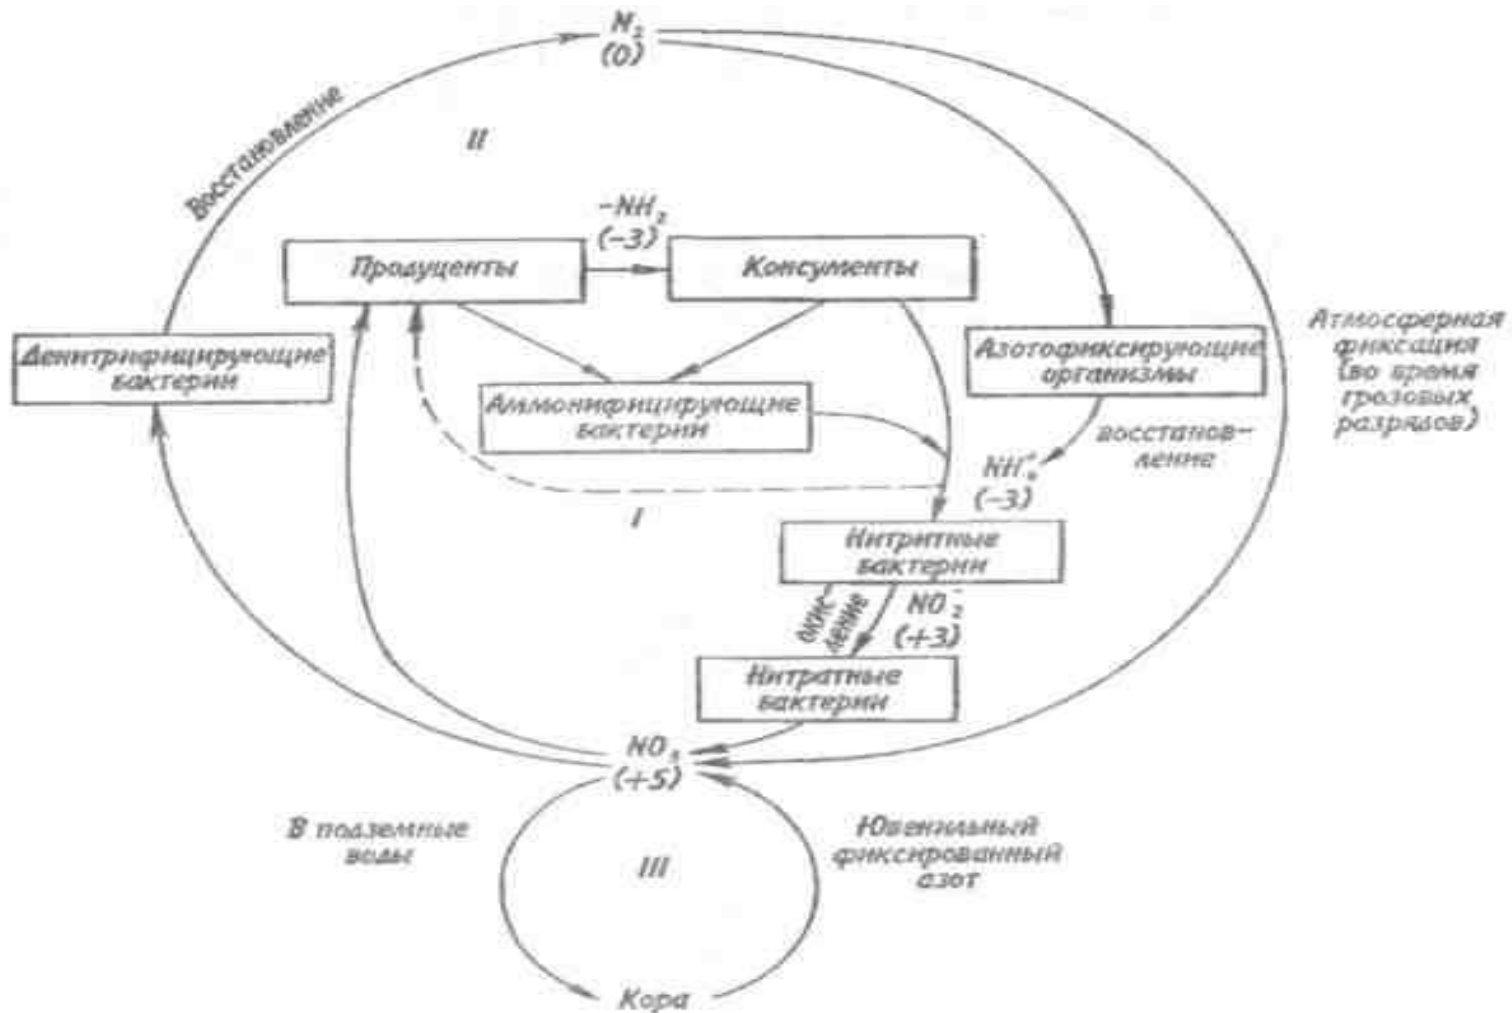 N₂
(0)
Восстановление
II
-NH₂
(-3)
Продуценты
Консументы
Денитрифицирующие
бактерии
Азотофиксирующие
организмы
Атмосферная
фиксация
(во время
грозовых
разрядов)
Аммонифицирующие
бактерии
восстанов-
ление
NH₄⁺
(-3)
I
Нитритные
бактерии
окис-
ление
NO₂⁻
(+3)
Нитратные
бактерии
NO₃
(+5)
В подземные
воды
Ювенильный
фиксированный
азот
III
Кора